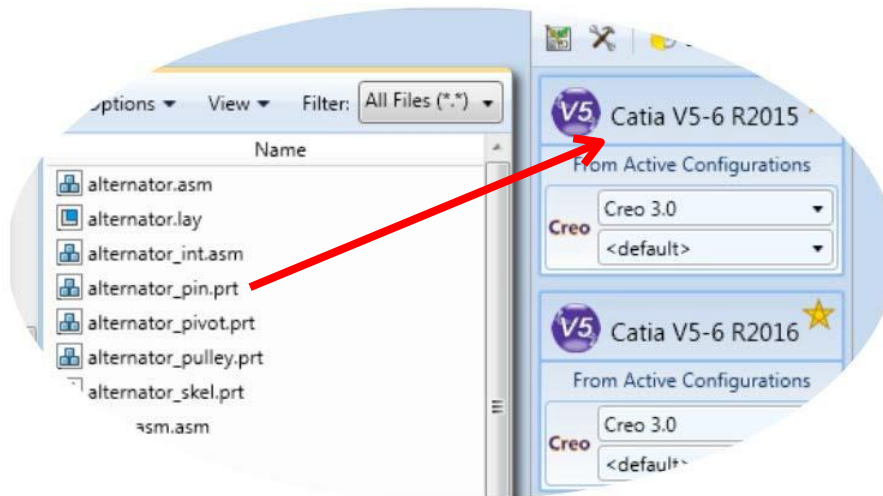 Options View Filter: All Files (*.*)
Name
alternator.asm
alternator.lay
alternator_int.asm
alternator_pin.prt
alternator_pivot.prt
alternator_pulley.prt
alternator_skel.prt
asm.asm
V5 Catia V5-6 R2015
From Active Configurations
Creo
Creo 3.0
<default>
V5 Catia V5-6 R2016
From Active Configurations
Creo
Creo 3.0
<default>